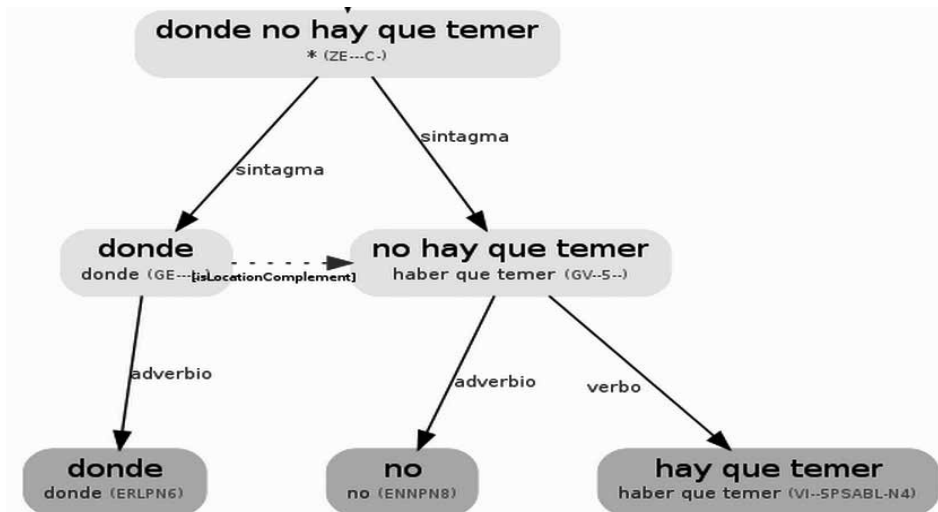 donde no hay que temer
* (ZE---C-)
sintagma
sintagma
donde
donde (GE---
[isLocationComplement]
no hay que temer
haber que temer (GV--5--)
adverbio
adverbio
verbo
donde
donde (ERLPN6)
no
no (ENNPN8)
hay que temer
haber que temer (VI--5PSABL-N4)